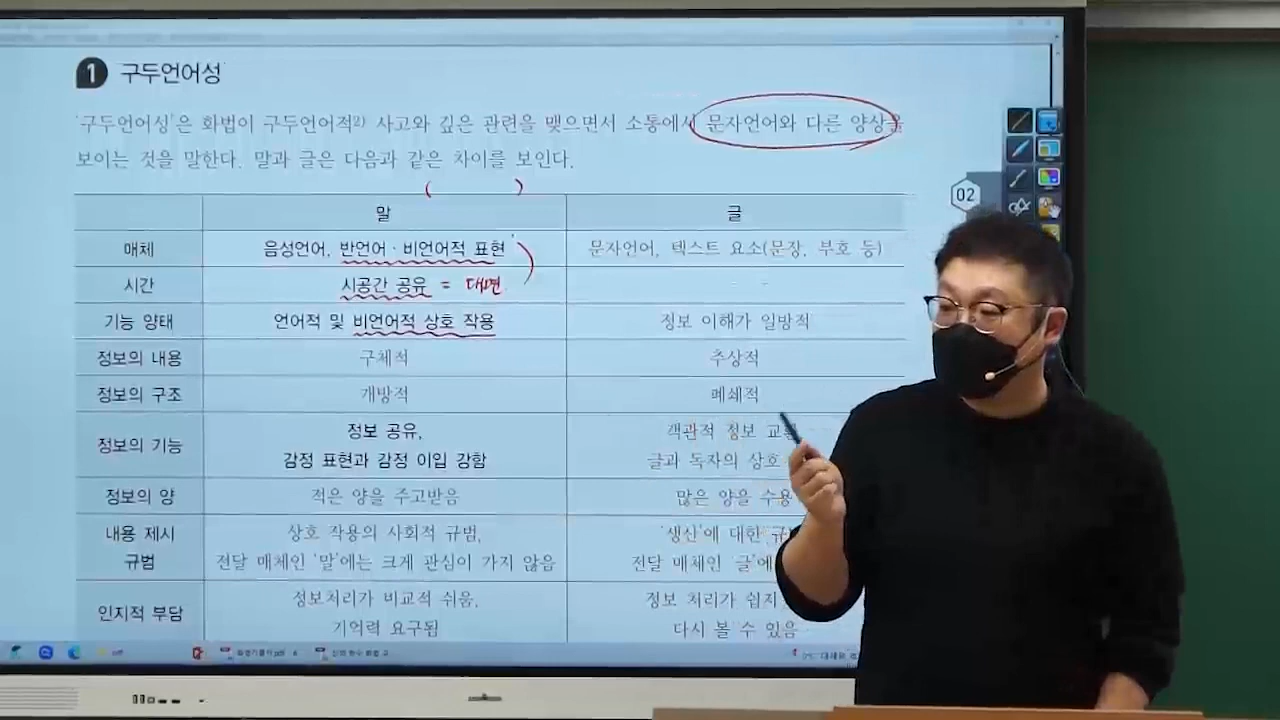 1 구두언어성
'구두언어성'은 화법이 구두언어적2) 사고와 깊은 관련을 맺으면서 소통에서 문자언어와 다른 양상을
보이는 것을 말한다. 말과 글은 다음과 같은 차이를 보인다.
02
말 글
매체 음성언어, 반언어·비언어적 표현 문자언어, 텍스트 요소(문장, 부호 등)
시간 시공간 공유 = 대면 -
기능 양태 언어적 및 비언어적 상호 작용 정보 이해가 일방적
정보의 내용 구체적 추상적
정보의 구조 개방적 폐쇄적
정보의 기능 정보 공유, 객관적 정보
감정 표현과 감정 이입 강함 글과 독자의 상호
정보의 양 적은 양을 주고받음 많은 양을 수용
내용 제시 상호 작용의 사회적 규범, '생산'에 대한
규범 전달 매체인 '말'에는 크게 관심이 가지 않음 전달 매체인 '글'에
인지적 부담 정보처리가 비교적 쉬움, 정보 처리가 쉽지
기억력 요구됨 다시 볼 수 있음